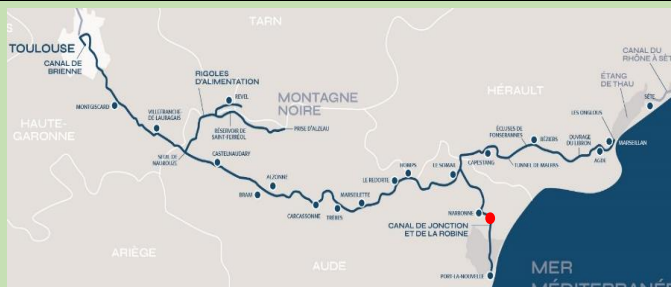 TARN
TOULOUSE
CANAL DE
BRIENNE
CANAL DU
RHÔNE À SÈT
RIGOLES
D'ALIMENTATION
ÉTANG
DE THAU
REVEL
MONTAGNE
NOIRE
HÉRAULT
SÈTE
MONTGISCARD
VILLEFRANCHE
DE LAURAGAIS
RÉSERVOIR DE
SAINT-FERRÉOL
PRISE D'ALZEAU
LES ONGLOUS
HAUTE-
GARONNE
ÉCLUSES DE
FONSERANNES
BÉZIERS
OUVRAGE
DU LIBRON
MARSEILLAN
SEUIL DE
NAUROUZE
CASTELNAUDARY
CAPESTANG
TUNNEL DE MALPAS
AGDE
HOMPS
LE SOMAIL
ALZONNE
LE REDORTE
BRAM
MARSEILLETTE
CARCASSONNE
TRÈBES
NARBONNE
CANAL DE JONCTION
ET DE LA ROBINE
ARIÈGE
AUDE
PORT-LA-NOUVELLE
MER
MÉDITERRANÉE